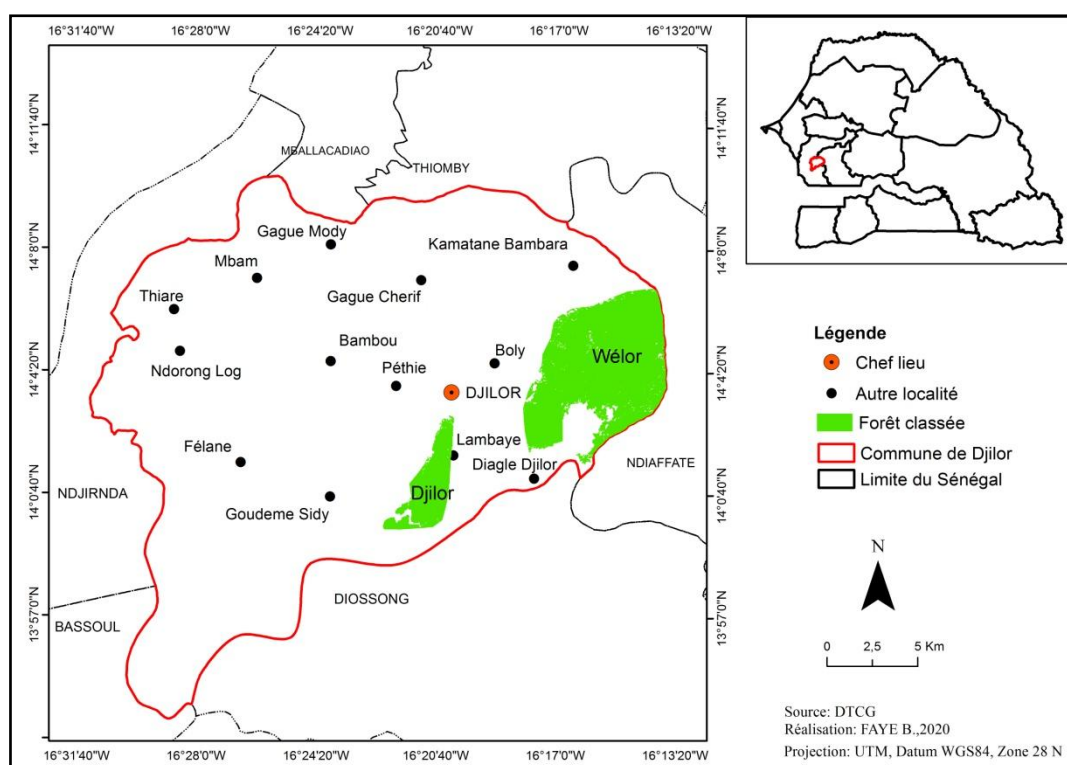 16°31'40"W 16°28'0"W 16°24'20"W 16°20'40"W 16°17'0"W 16°13'20"W
14°11'40"N 14°11'40"N
MBALLACADIAO
THIOMBY
14°8'0"N 14°8'0"N
Gague Mody
Kamatane Bambara
Mbam
Gague Cherif
Thiare
14°4'20"N 14°4'20"N
Ndorong Log
Bambou
Péthie
Boly
Wélor
DJILOR
Félane
Lambaye
Diagle Djilor
NDIAFFATE
14°0'40"N 14°0'40"N
NDJIRNDA
Djilor
Goudeme Sidy
13°57'0"N 13°57'0"N
DIOSSONG
BASSOUL
16°31'40"W 16°28'0"W 16°24'20"W 16°20'40"W 16°17'0"W 16°13'20"W
Légende
Chef lieu
Autre localité
Forêt classée
Commune de Djilor
Limite du Sénégal
N
0 2,5 5 Km
Source: DTCG
Réalisation: FAYE B.,2020
Projection: UTM, Datum WGS84, Zone 28 N